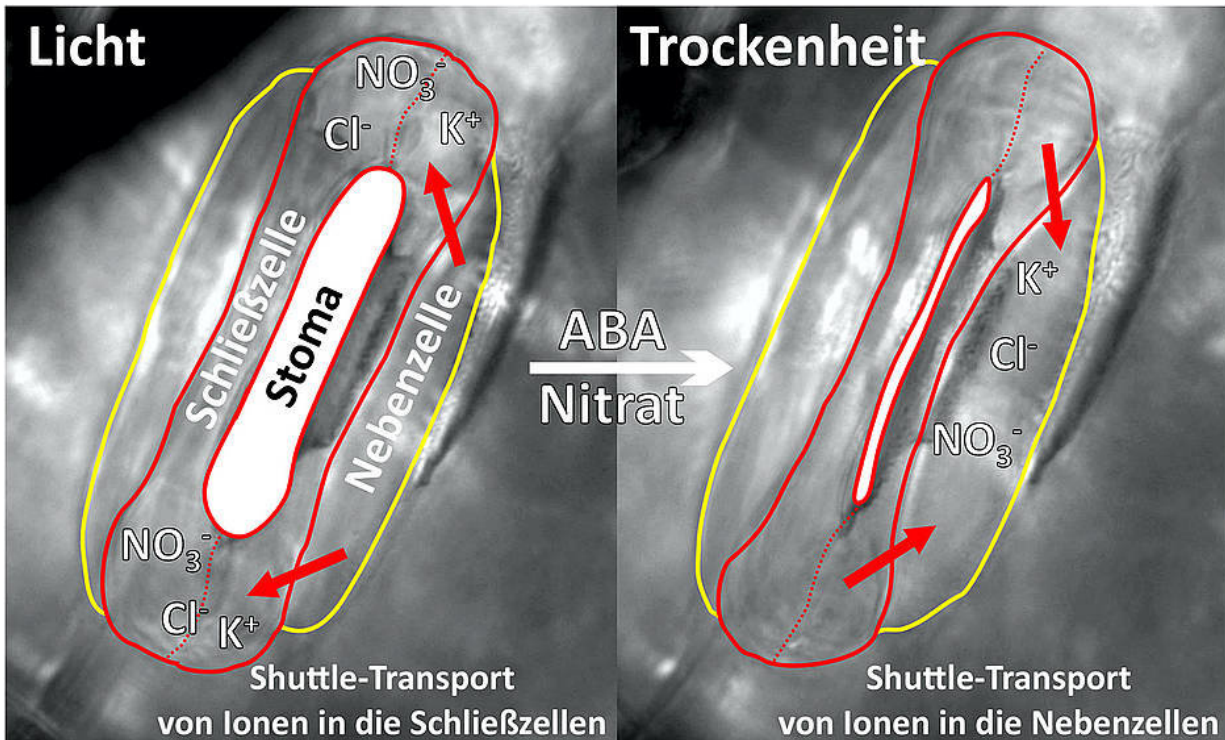 Licht
NO₃⁻
Cl⁻
K⁺
Schließzelle
Stoma
Nebenzelle
NO₃⁻
Cl⁻
K⁺
Shuttle-Transport
von Ionen in die Schließzellen
ABA
Nitrat
Trockenheit
K⁺
Cl⁻
NO₃⁻
Shuttle-Transport
von Ionen in die Nebenzellen